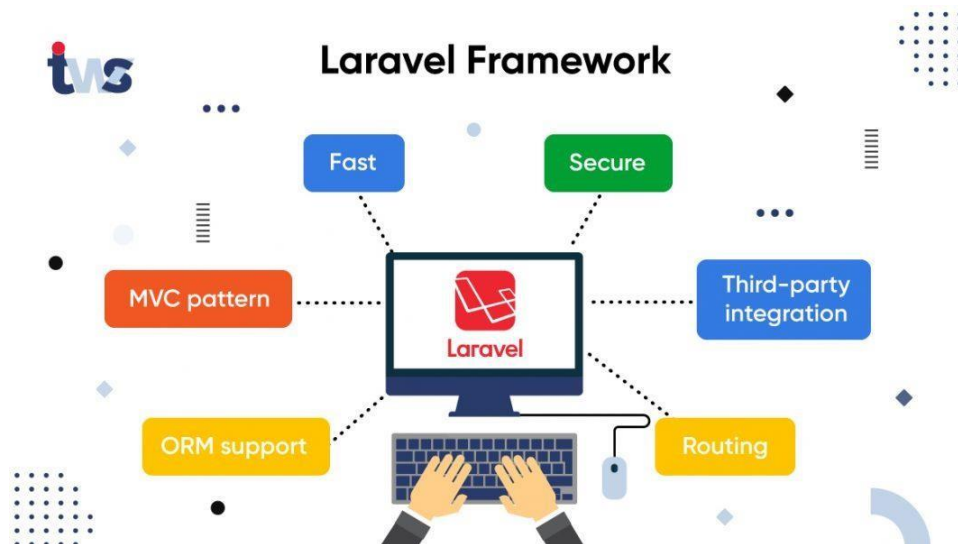 tws
Laravel Framework
Fast
Secure
MVC pattern
Third-party
integration
Laravel
ORM support
Routing